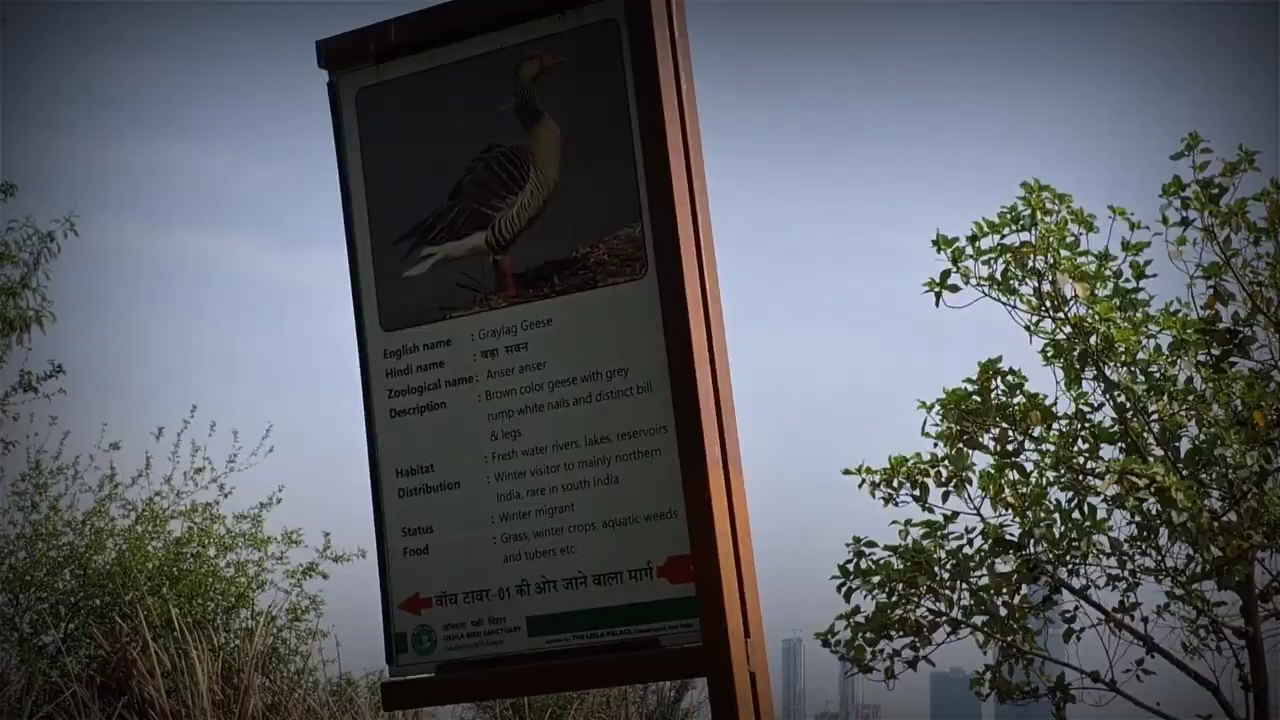 English name : Graylag Geese
Hindi name : बड़ा सवन
Zoological name : Anser anser
Description : Brown color geese with grey
rump white nails and distinct bill
& legs
Habitat : Fresh water rivers, lakes, reservoirs
Distribution : Winter visitor to mainly northern
India, rare in south India
Status : Winter migrant
Food : Grass, winter crops, aquatic weeds
and tubers etc.
वॉच टावर-01 की ओर जाने वाला मार्ग
ओखला पक्षी विहार
OKHLA BIRD SANCTUARY
THE LEELA PALACE,